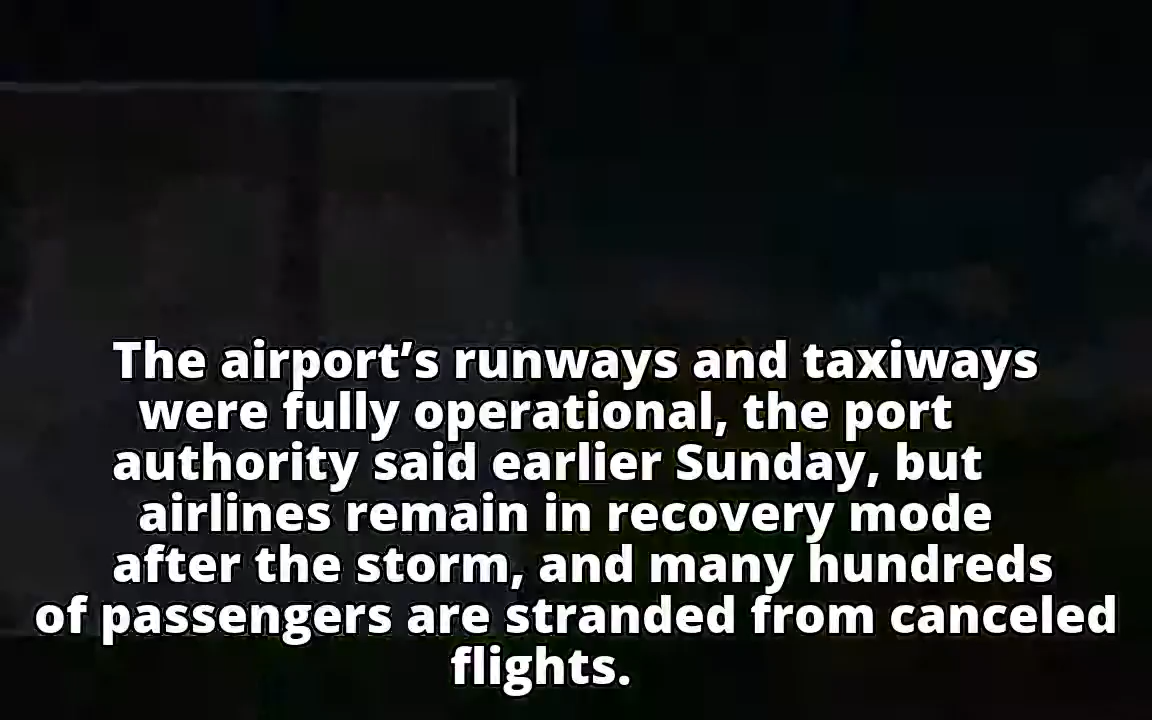 The airport’s runways and taxiways
were fully operational, the port
authority said earlier Sunday, but
airlines remain in recovery mode
after the storm, and many hundreds
of passengers are stranded from canceled
flights.